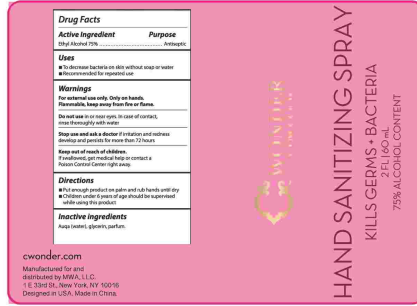 Drug Facts
Active Ingredient Purpose
Ethyl Alcohol 75% ................................ Antiseptic
Uses
■ To decrease bacteria on skin without soap or water
■ Recommended for repeated use
Warnings
For external use only. Only on hands.
Flammable, keep away from fire or flame.
Do not use in or near eyes. In case of contact,
rinse thoroughly with water
Stop use and ask a doctor if irritation and redness
develop and persists for more than 72 hours
Keep out of reach of children.
If swallowed, get medical help or contact a
Poison Control Center right away.
Directions
■ Put enough product on palm and rub hands until dry
■ Children under 6 years of age should be supervised
while using this product
Inactive ingredients
Auqa (water), glycerin, parfum.
cwonder.com
Manufactured for and
distributed by MWA, LLC.
1 E 33rd St., New York, NY 10016
Designed in USA. Made in China.
C WONDER
LIMITED
HAND SANITIZING SPRAY
KILLS GERMS + BACTERIA
2 FL | 60 mL
75% ALCOHOL CONTENT